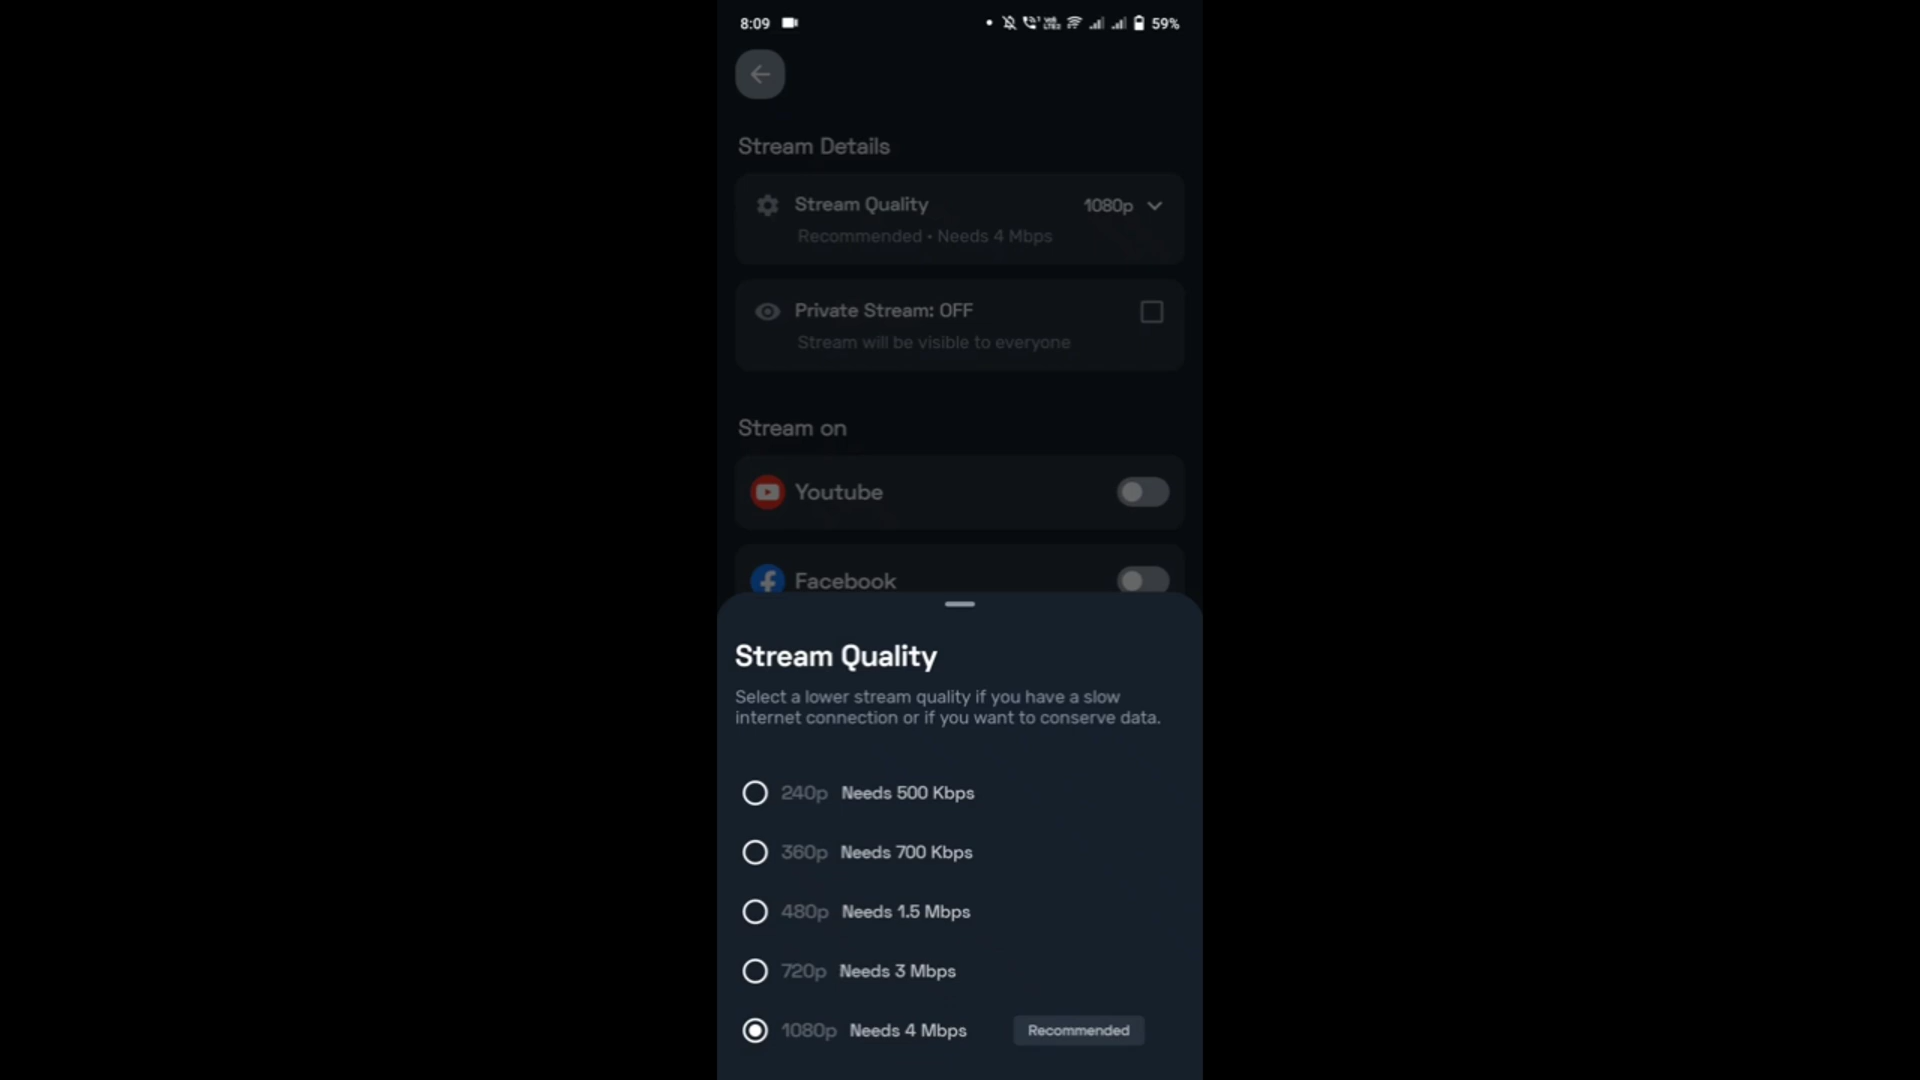 8:09 59%
Stream Details
Stream Quality 1080p
Recommended • Needs 4 Mbps
Private Stream: OFF
Stream will be visible to everyone
Stream on
Youtube
Facebook
Stream Quality
Select a lower stream quality if you have a slow
internet connection or if you want to conserve data.
240p Needs 500 Kbps
360p Needs 700 Kbps
480p Needs 1.5 Mbps
720p Needs 3 Mbps
1080p Needs 4 Mbps Recommended